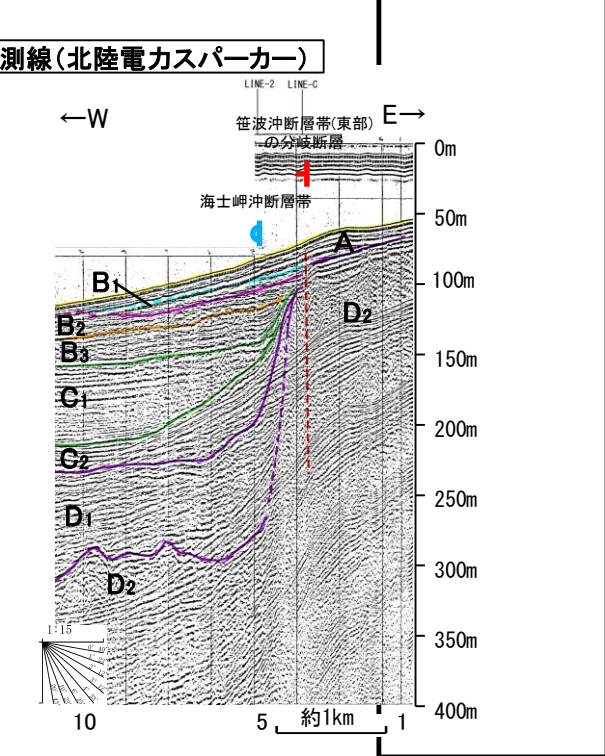 測線(北陸電力スパーカー)
LINE-2 LINE-C
←W
E→
笹波沖断層帯(東部)
の分岐断層
海士岬沖断層帯
0m
50m
100m
150m
200m
250m
300m
350m
400m
A
B1
B2
B3
C1
C2
D1
D2
D2
1:15
10
5
約1km
1